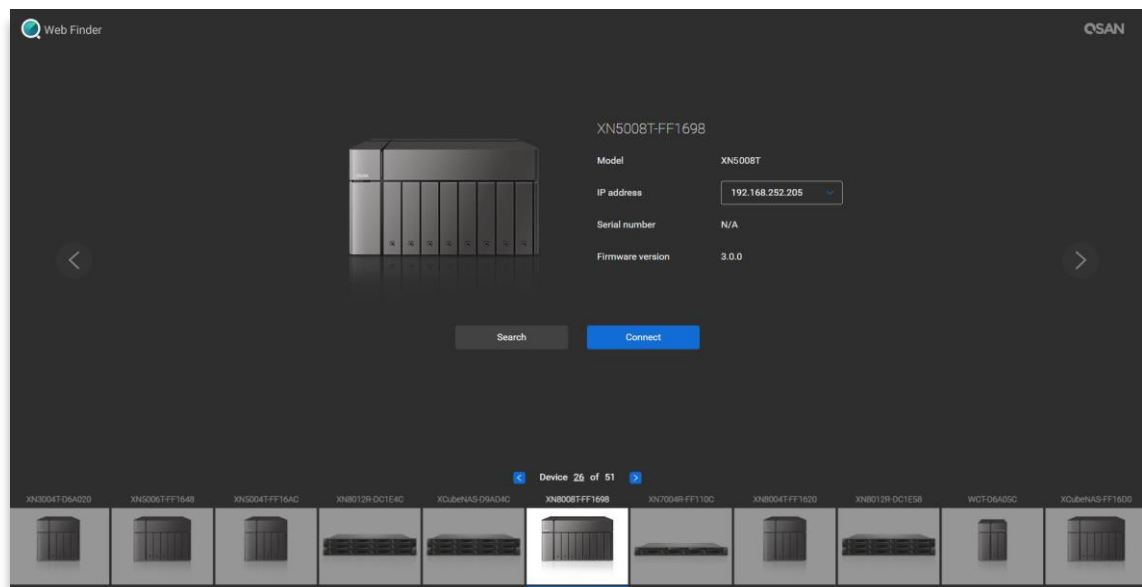 Web Finder
QSAN
XN5008T-FF1698
Model XN5008T
IP address 192.168.252.205
Serial number N/A
Firmware version 3.0.0
Search Connect
Device 26 of 51
XN3004T-D6A020 XN5006T-FF1648 XN5004T-FF16AC XN8012R-DC1E4C XCubeNAS-D9AD4C XN8008T-FF1698 XN7004R-FF110C XN8004T-FF1620 XN8012R-DC1E58 WCT-D6A05C XCubeNAS-FF16D0